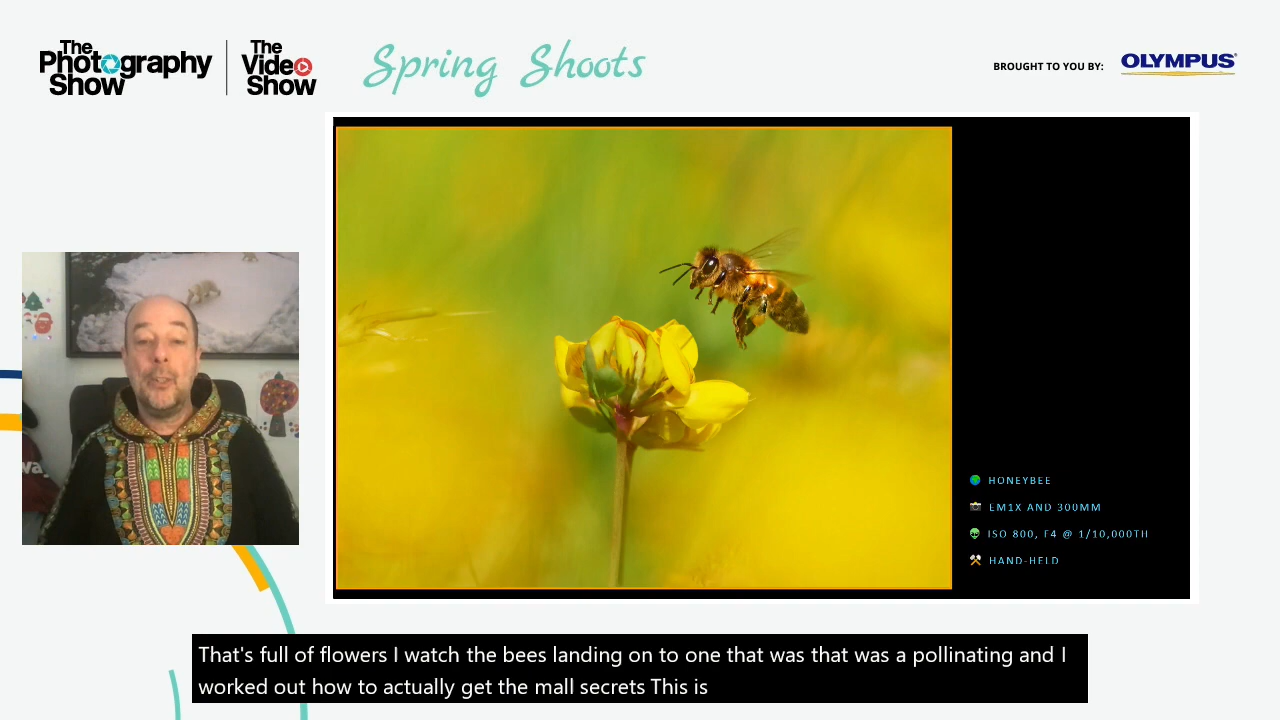 The Photography Show
The Video Show
Spring Shoots
BROUGHT TO YOU BY:
OLYMPUS®
HONEYBEE
EM1X AND 300MM
ISO 800, F4 @ 1/10,000TH
HAND-HELD
That's full of flowers I watch the bees landing on to one that was that was a pollinating and I
worked out how to actually get the mall secrets This is